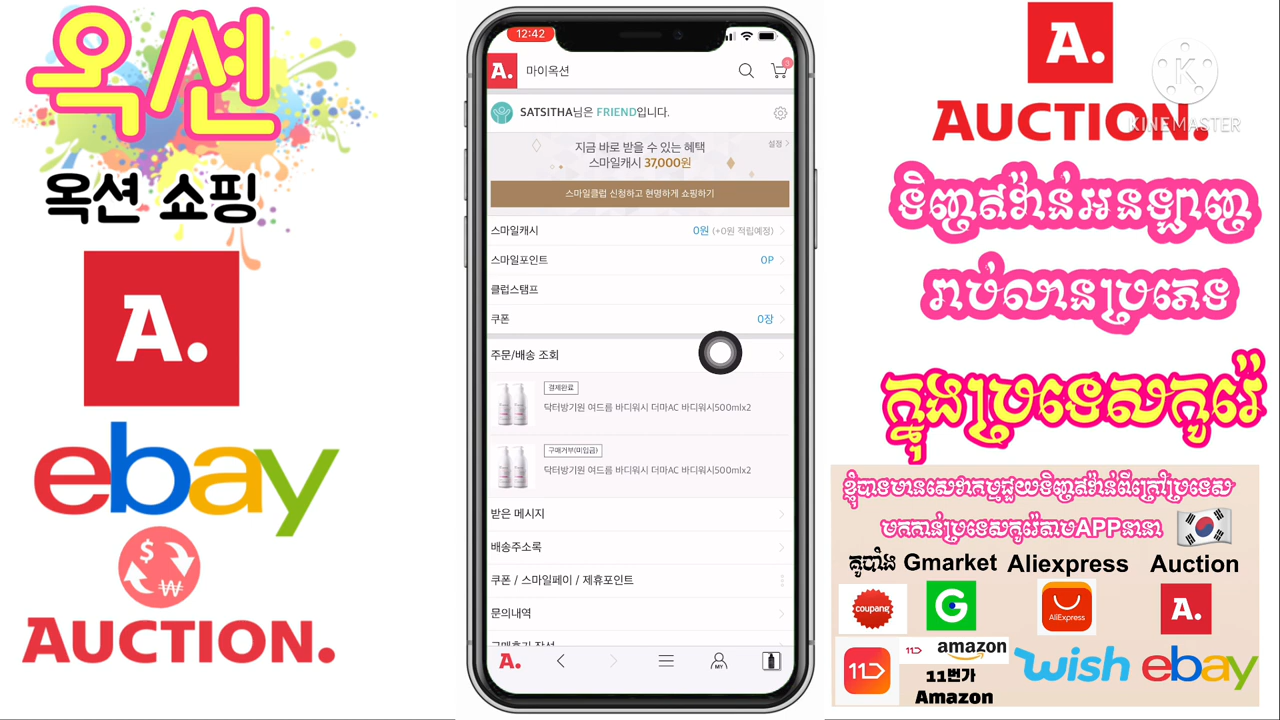 옥션
옥션 쇼핑
A.
ebay
$
₩
AUCTION.
12:42
A.
마이옥션
SATSITHA님은 FRIEND입니다.
지금 바로 받을 수 있는 혜택
설정
스마일캐시 37,000원
스마일클럽 신청하고 현명하게 쇼핑하기
스마일캐시 0원 (+0원 적립예정)
스마일포인트 0P
클럽스탬프
쿠폰 0장
주문/배송 조회
결제완료
닥터방기원 여드름 바디워시 더마AC 바디워시500mlx2
구매거부(미입금)
닥터방기원 여드름 바디워시 더마AC 바디워시500mlx2
받은 메시지
배송주소록
쿠폰 / 스마일페이 / 제휴포인트
문의내역
A.
MY
A.
AUCTION.
K
KINEMASTER
ទិញឥវ៉ាន់អនឡាញ
រាប់លានប្រភេទ
ក្នុងប្រទេសកូរ៉េ
ខ្ញុំបាទមានសេវាកម្មជួយទិញឥវ៉ាន់ពីក្រៅប្រទេស
មកកាន់ប្រទេសកូរ៉េតាមAPPនានា
គូប៉ាំង Gmarket Aliexpress Auction
coupang
G
AliExpress
A.
11
11
amazon
11번가
Amazon
wish
ebay